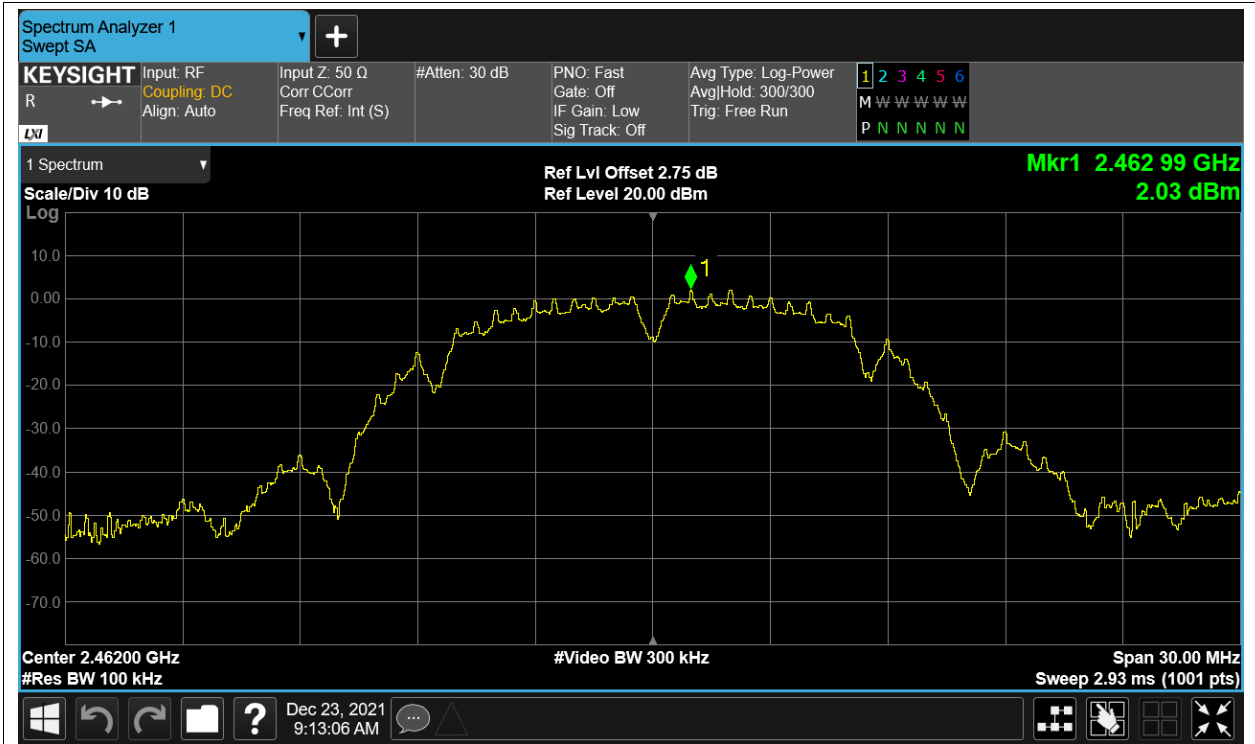 Spectrum Analyzer 1
Swept SA
KEYSIGHT
R
LXI
Input: RF
Coupling: DC
Align: Auto
Input Z: 50 Ω
Corr CCorr
Freq Ref: Int (S)
#Atten: 30 dB
PNO: Fast
Gate: Off
IF Gain: Low
Sig Track: Off
Avg Type: Log-Power
Avg|Hold: 300/300
Trig: Free Run
1 2 3 4 5 6
M W W W W W
P N N N N N
1 Spectrum
Scale/Div 10 dB
Log
Ref Lvl Offset 2.75 dB
Ref Level 20.00 dBm
Mkr1 2.462 99 GHz
2.03 dBm
1
10.0
0.00
-10.0
-20.0
-30.0
-40.0
-50.0
-60.0
-70.0
Center 2.46200 GHz
#Res BW 100 kHz
#Video BW 300 kHz
Span 30.00 MHz
Sweep 2.93 ms (1001 pts)
?
Dec 23, 2021
9:13:06 AM